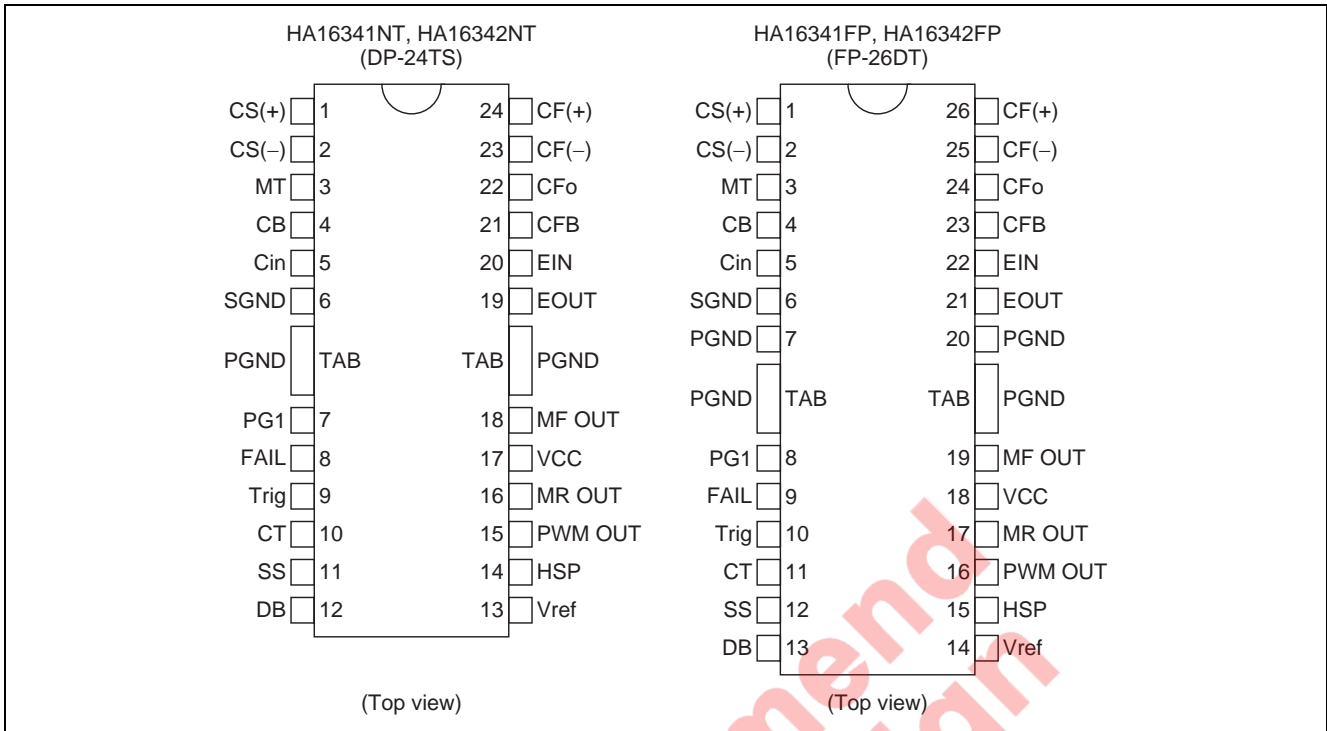 HA16341NT, HA16342NT
(DP-24TS)
CS(+) 1 24 CF(+)
CS(−) 2 23 CF(−)
MT 3 22 CFo
CB 4 21 CFB
Cin 5 20 EIN
SGND 6 19 EOUT
PGND TAB TAB PGND
PG1 7 18 MF OUT
FAIL 8 17 VCC
Trig 9 16 MR OUT
CT 10 15 PWM OUT
SS 11 14 HSP
DB 12 13 Vref
(Top view)
HA16341FP, HA16342FP
(FP-26DT)
CS(+) 1 26 CF(+)
CS(−) 2 25 CF(−)
MT 3 24 CFo
CB 4 23 CFB
Cin 5 22 EIN
SGND 6 21 EOUT
PGND 7 20 PGND
PGND TAB TAB PGND
PG1 8 19 MF OUT
FAIL 9 18 VCC
Trig 10 17 MR OUT
CT 11 16 PWM OUT
SS 12 15 HSP
DB 13 14 Vref
(Top view)
mend